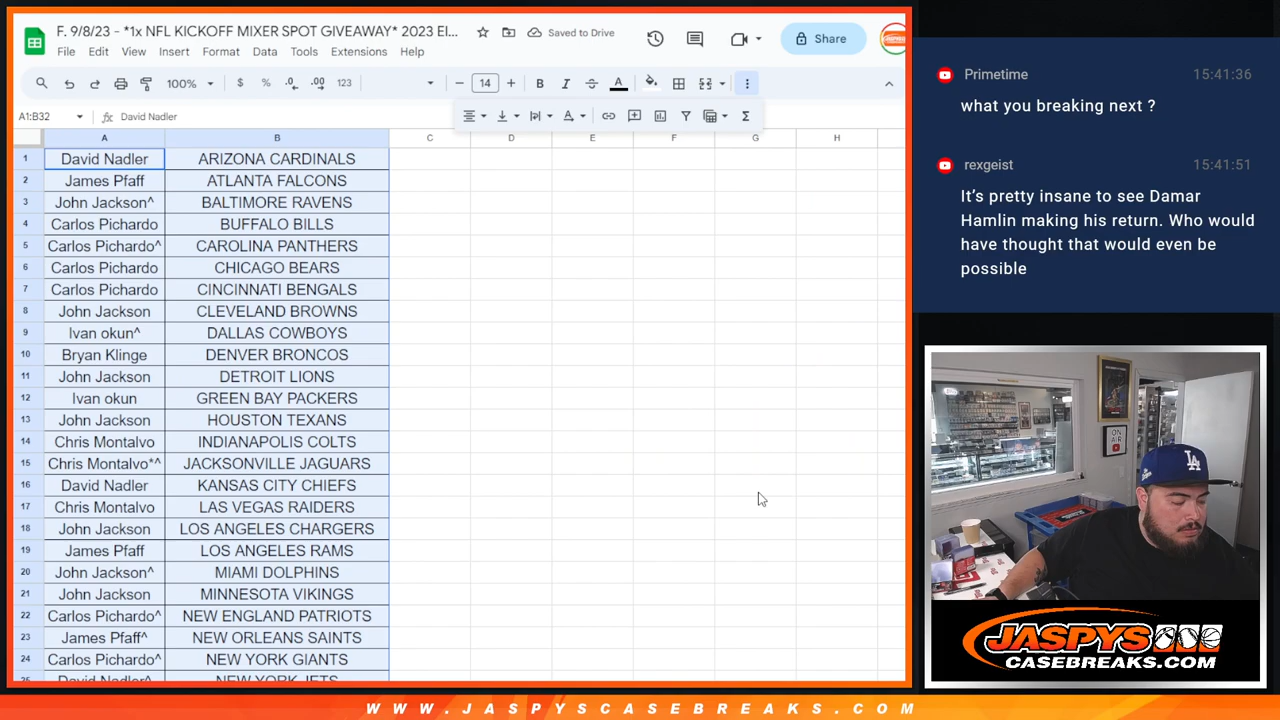 F. 9/8/23 - *1x NFL KICKOFF MIXER SPOT GIVEAWAY* 2023 El...
Saved to Drive
File Edit View Insert Format Data Tools Extensions Help
Share
100% $ % .0 .00 123 14 B I S A
A1:B32 fx David Nadler
A B C D E F G H
1 David Nadler ARIZONA CARDINALS
2 James Pfaff ATLANTA FALCONS
3 John Jackson^ BALTIMORE RAVENS
4 Carlos Pichardo BUFFALO BILLS
5 Carlos Pichardo^ CAROLINA PANTHERS
6 Carlos Pichardo CHICAGO BEARS
7 Carlos Pichardo CINCINNATI BENGALS
8 John Jackson CLEVELAND BROWNS
9 Ivan okun^ DALLAS COWBOYS
10 Bryan Klinge DENVER BRONCOS
11 John Jackson DETROIT LIONS
12 Ivan okun GREEN BAY PACKERS
13 John Jackson HOUSTON TEXANS
14 Chris Montalvo INDIANAPOLIS COLTS
15 Chris Montalvo*^ JACKSONVILLE JAGUARS
16 David Nadler KANSAS CITY CHIEFS
17 Chris Montalvo LAS VEGAS RAIDERS
18 John Jackson LOS ANGELES CHARGERS
19 James Pfaff LOS ANGELES RAMS
20 John Jackson^ MIAMI DOLPHINS
21 John Jackson MINNESOTA VIKINGS
22 Carlos Pichardo^ NEW ENGLAND PATRIOTS
23 James Pfaff^ NEW ORLEANS SAINTS
24 Carlos Pichardo^ NEW YORK GIANTS
25 David Nadler^ NEW YORK JETS
Primetime 15:41:36
what you breaking next ?
rexgeist 15:41:51
It's pretty insane to see Damar
Hamlin making his return. Who would
have thought that would even be
possible
ON
AIR
LA
JASPYS
CASEBREAKS.COM
WWW.JASPYSCASEBREAKS.COM